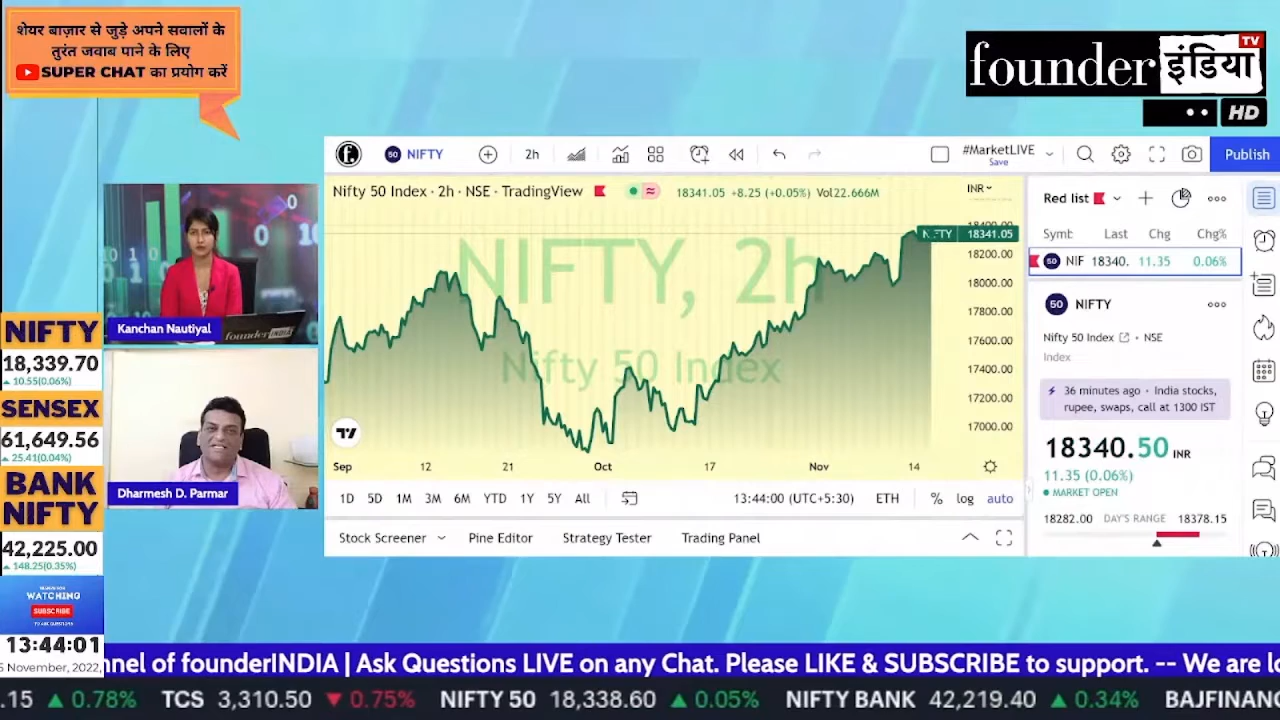 शेयर बाज़ार से जुड़े अपने सवालों के
तुरंत जवाब पाने के लिए
SUPER CHAT का प्रयोग करें
founder इंडिया TV
HD
NIFTY
2h
#MarketLIVE
Save
Publish
Nifty 50 Index · 2h · NSE - TradingView
18341.05 +8.25 (+0.05%) Vol22.666M
INR
NIFTY, 2h
Nifty 50 Index
NIFTY 18341.05
18200.00
18000.00
17800.00
17600.00
17400.00
17200.00
17000.00
Sep 12 21 Oct 17 Nov 14
1D 5D 1M 3M 6M YTD 1Y 5Y All
13:44:00 (UTC+5:30) ETH % log auto
Stock Screener Pine Editor Strategy Tester Trading Panel
Red list
Symb Last Chg Chg%
50 NIF 18340. 11.35 0.06%
50 NIFTY
Nifty 50 Index · NSE
Index
36 minutes ago · India stocks,
rupee, swaps, call at 1300 IST
18340.50 INR
11.35 (0.06%)
MARKET OPEN
18282.00 DAY'S RANGE 18378.15
founder INDIA
Kanchan Nautiyal
Dharmesh D. Parmar
NIFTY
18,339.70
10.55(0.06%)
SENSEX
61,649.56
25.41(0.04%)
BANK
NIFTY
42,225.00
148.25(0.35%)
WATCHING
SUBSCRIBE
13:44:01
5 November, 2022,
nnel of founderINDIA | Ask Questions LIVE on any Chat. Please LIKE & SUBSCRIBE to support. -- We are lo
.15 ▲ 0.78% TCS 3,310.50 ▼ 0.75% NIFTY 50 18,338.60 ▲ 0.05% NIFTY BANK 42,219.40 ▲ 0.34% BAJFINANC